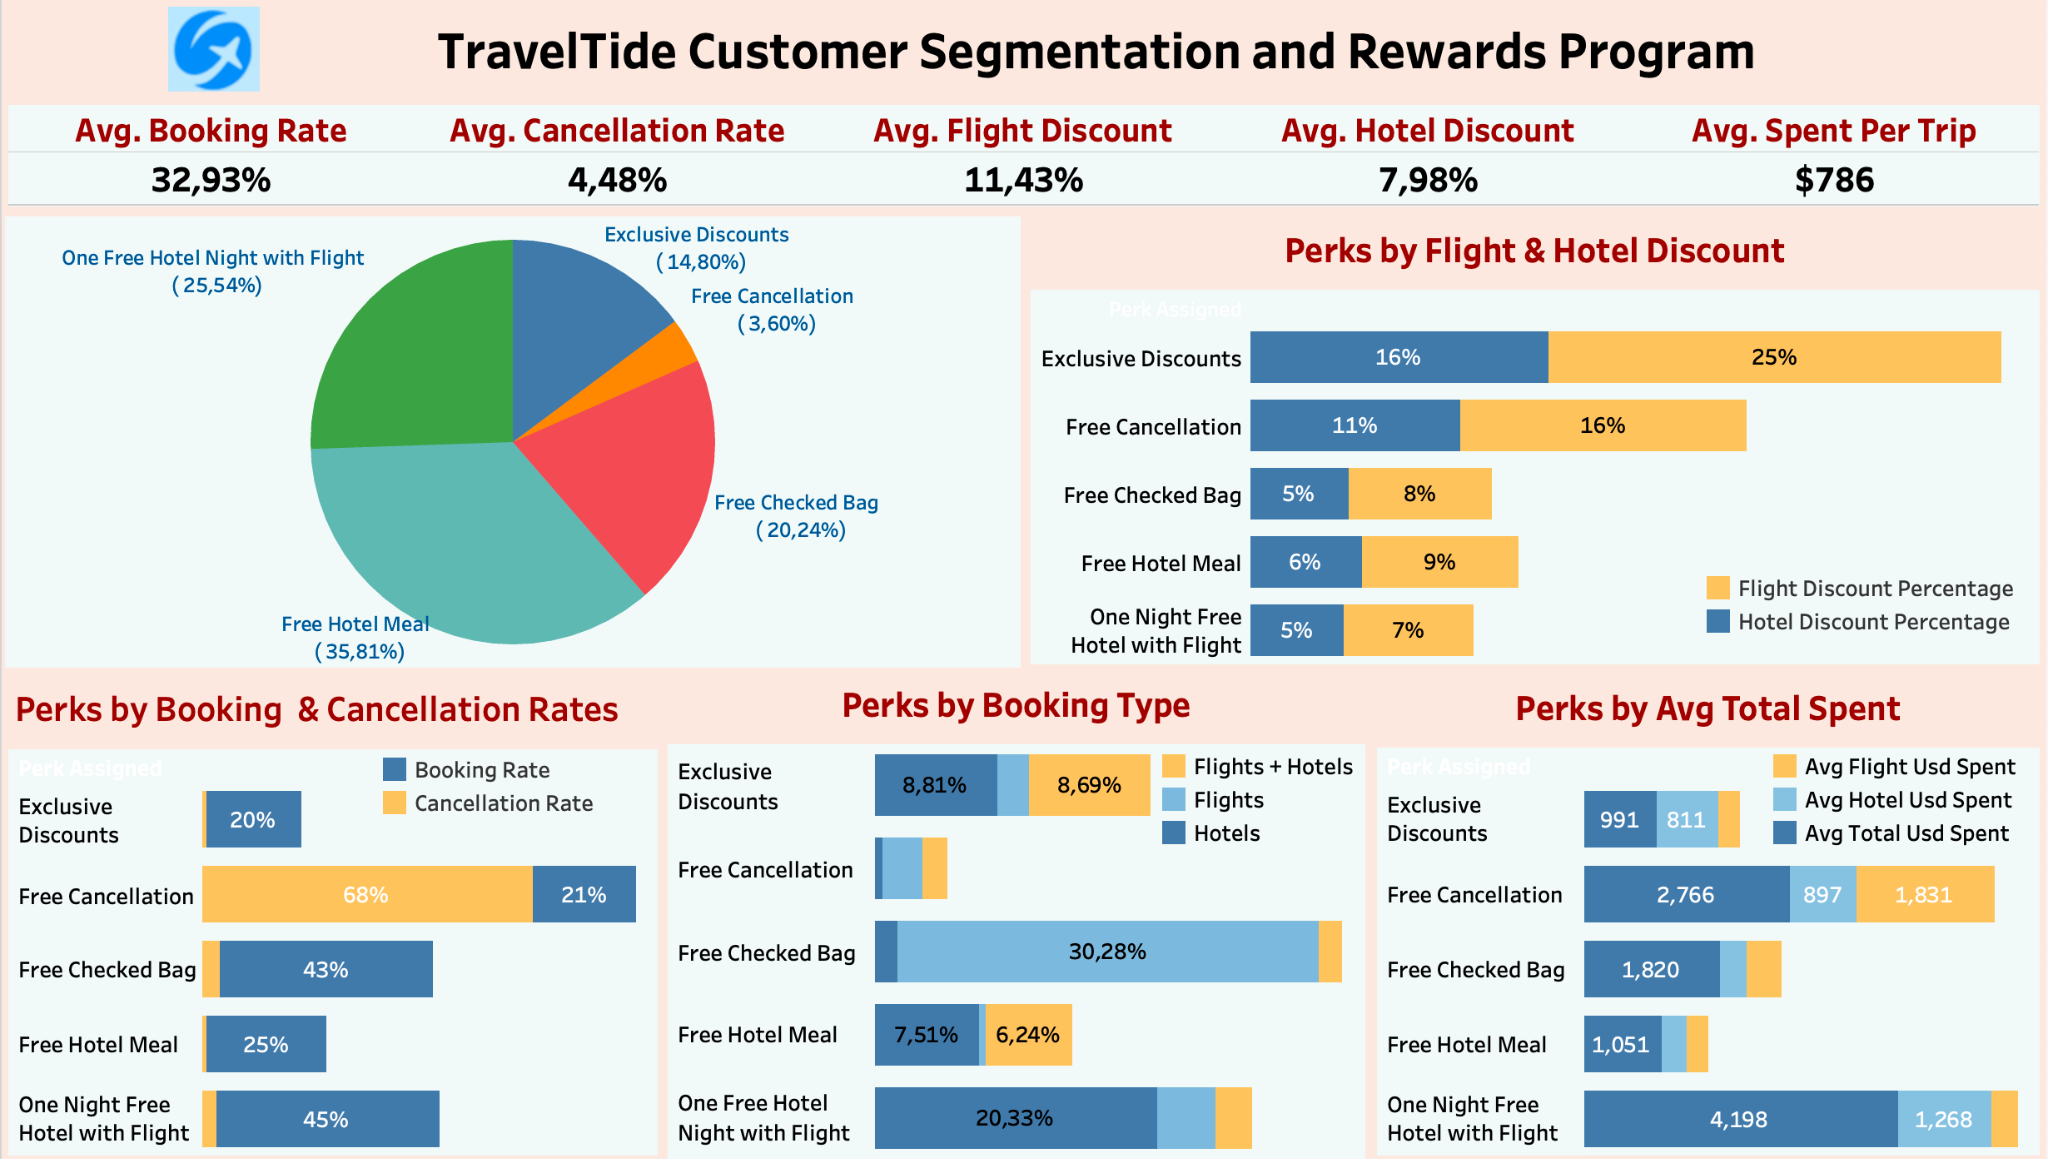 TravelTide Customer Segmentation and Rewards Program
Avg. Booking Rate
Avg. Cancellation Rate
Avg. Flight Discount
Avg. Hotel Discount
Avg. Spent Per Trip
32,93%
4,48%
11,43%
7,98%
$786
One Free Hotel Night with Flight
( 25,54%)
Exclusive Discounts
( 14,80%)
Free Cancellation
( 3,60%)
Free Checked Bag
( 20,24%)
Free Hotel Meal
( 35,81%)
Perks by Flight & Hotel Discount
Perk Assigned
Exclusive Discounts
16%
25%
Free Cancellation
11%
16%
Free Checked Bag
5%
8%
Free Hotel Meal
6%
9%
One Night Free
Hotel with Flight
5%
7%
Flight Discount Percentage
Hotel Discount Percentage
Perks by Booking & Cancellation Rates
Perk Assigned
Booking Rate
Cancellation Rate
Exclusive
Discounts
20%
Free Cancellation
68%
21%
Free Checked Bag
43%
Free Hotel Meal
25%
One Night Free
Hotel with Flight
45%
Perks by Booking Type
Exclusive
Discounts
8,81%
8,69%
Flights + Hotels
Flights
Hotels
Free Cancellation
Free Checked Bag
30,28%
Free Hotel Meal
7,51%
6,24%
One Free Hotel
Night with Flight
20,33%
Perks by Avg Total Spent
Perk Assigned
Avg Flight Usd Spent
Avg Hotel Usd Spent
Avg Total Usd Spent
Exclusive
Discounts
991
811
Free Cancellation
2,766
897
1,831
Free Checked Bag
1,820
Free Hotel Meal
1,051
One Night Free
Hotel with Flight
4,198
1,268